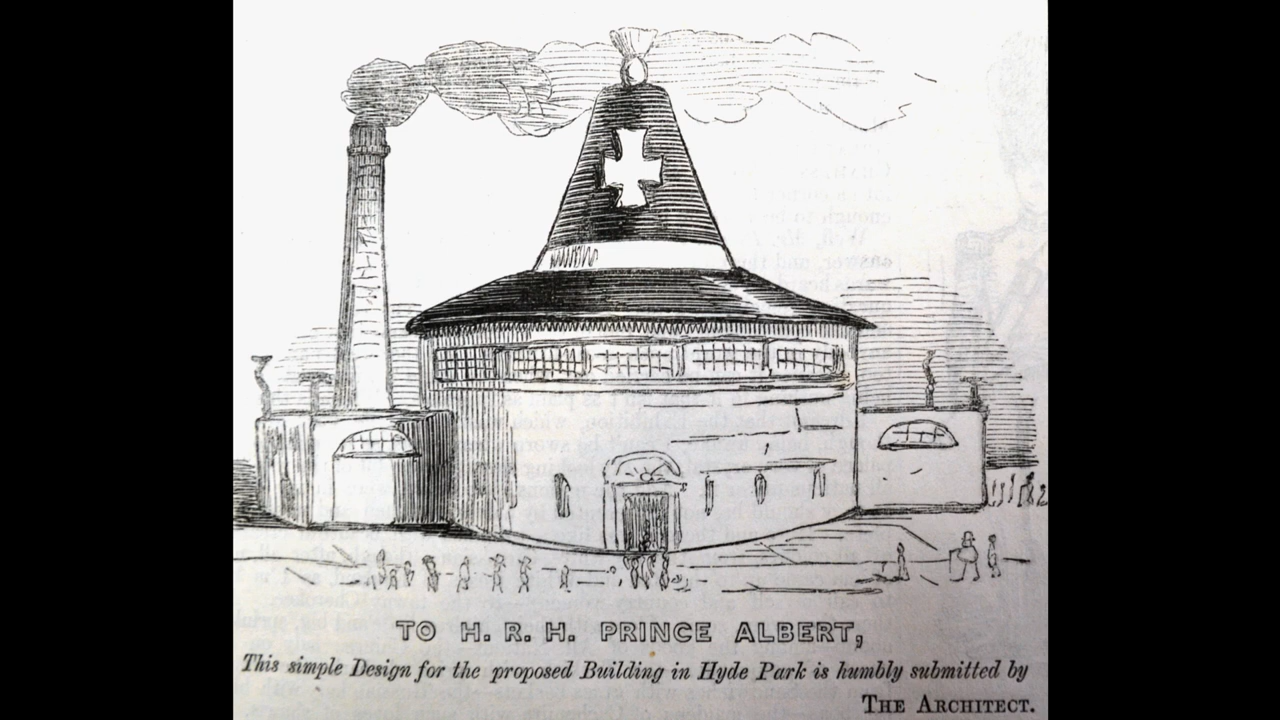 TO H. R. H. PRINCE ALBERT,
This simple Design for the proposed Building in Hyde Park is humbly submitted by
THE ARCHITECT.